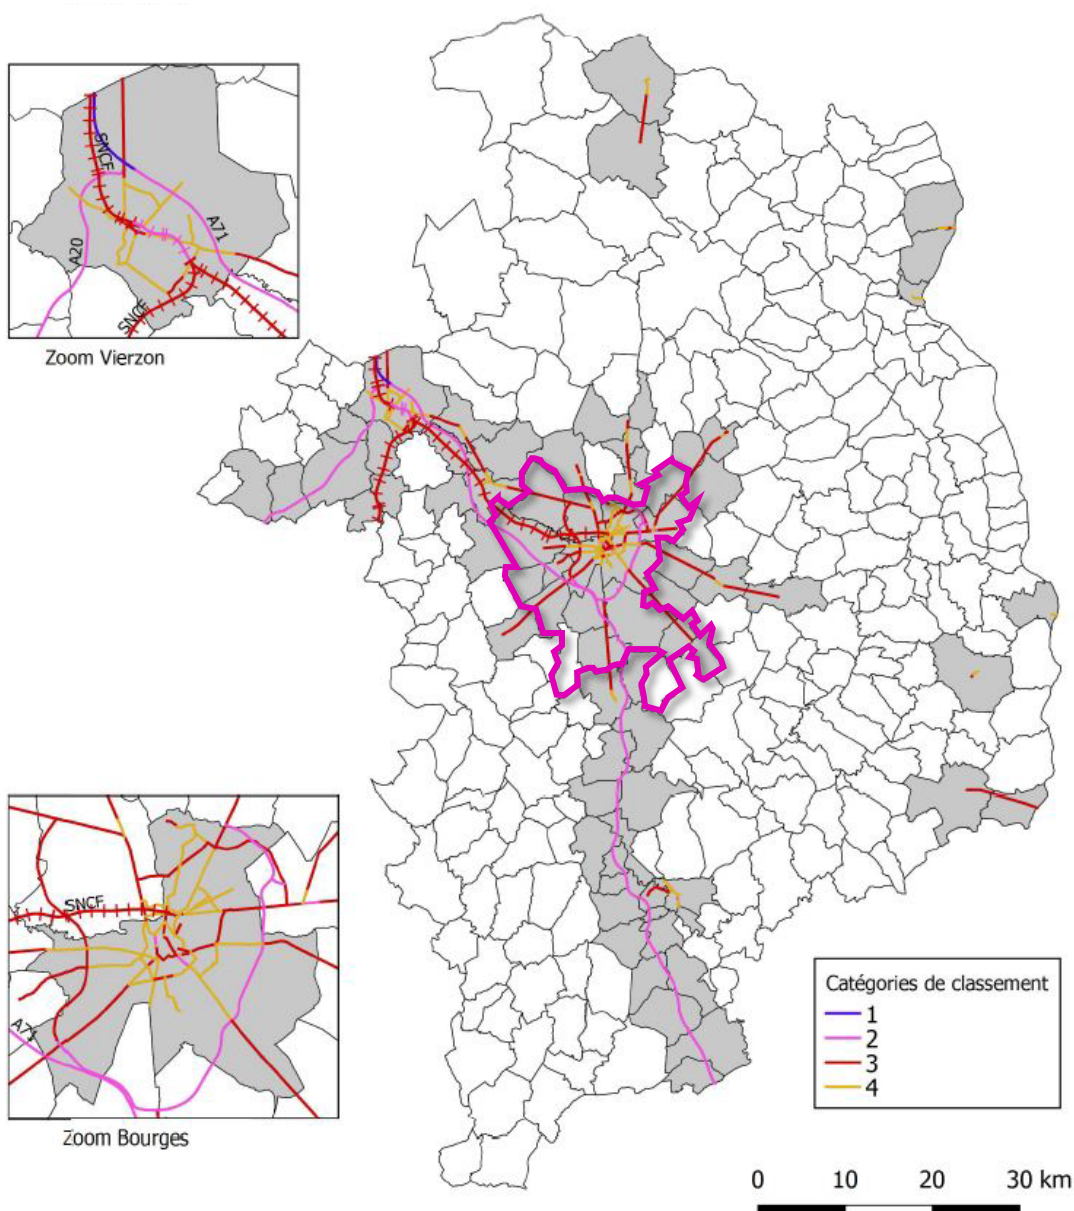 SNCF
A71
A20
SNCF
Zoom Vierzon
SNCF
A71
Zoom Bourges
Catégories de classement
1
2
3
4
0 10 20 30 km